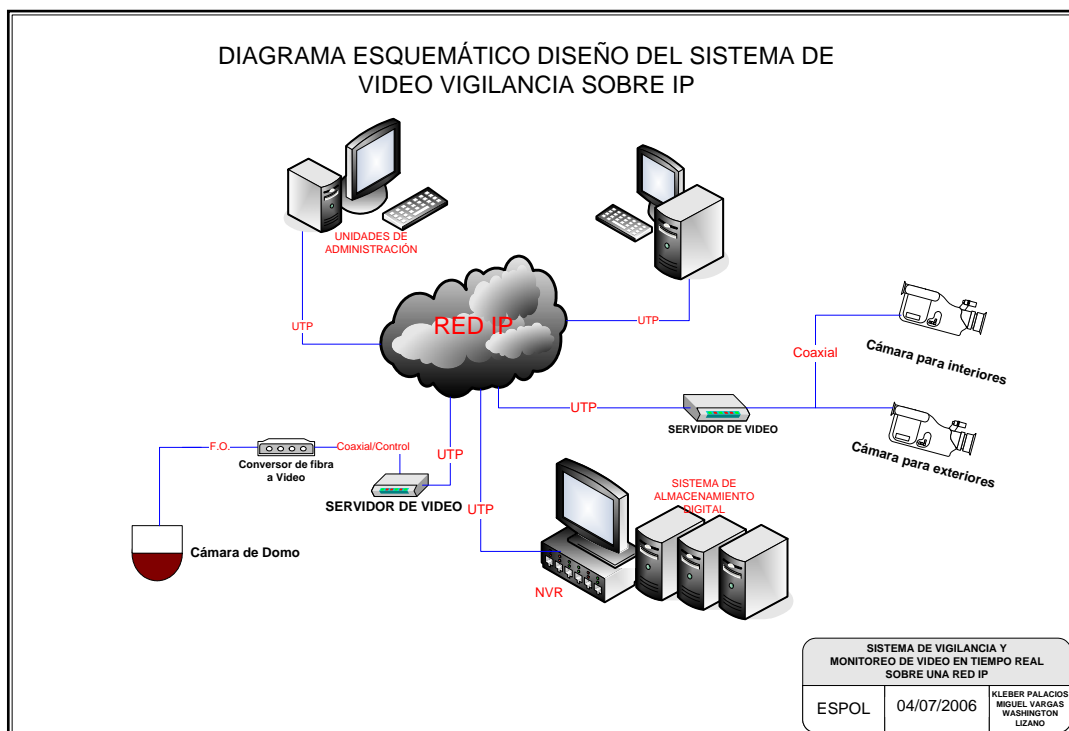 DIAGRAMA ESQUEMÁTICO DISEÑO DEL SISTEMA DE
VIDEO VIGILANCIA SOBRE IP
UNIDADES DE
ADMINISTRACIÓN
UTP
RED IP
UTP
Coaxial
Cámara para interiores
UTP
SERVIDOR DE VIDEO
Cámara para exteriores
F.O.
Conversor de fibra
a Video
Coaxial/Control
UTP
SERVIDOR DE VIDEO
UTP
SISTEMA DE
ALMACENAMIENTO
DIGITAL
Cámara de Domo
NVR
SISTEMA DE VIGILANCIA Y
MONITOREO DE VIDEO EN TIEMPO REAL
SOBRE UNA RED IP
ESPOL
04/07/2006
KLEBER PALACIOS
MIGUEL VARGAS
WASHINGTON
LIZANO